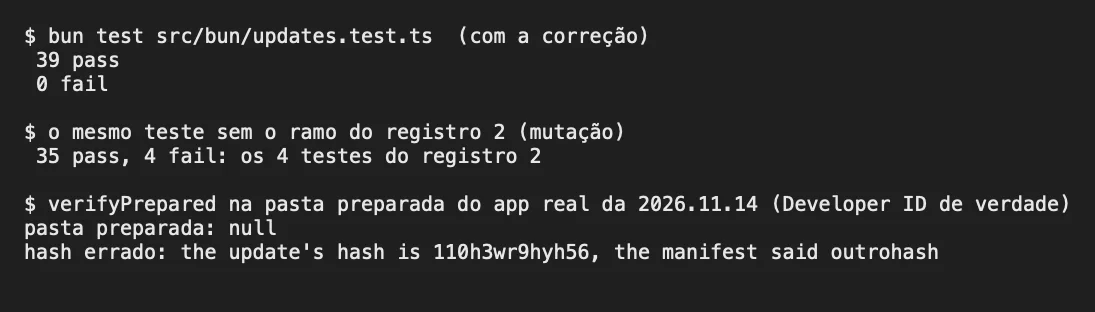 $ bun test src/bun/updates.test.ts  (com a correção)
 39 pass
 0 fail
$ o mesmo teste sem o ramo do registro 2 (mutação)
 35 pass, 4 fail: os 4 testes do registro 2
$ verifyPrepared na pasta preparada do app real da 2026.11.14 (Developer ID de verdade)
pasta preparada: null
hash errado: the update's hash is 110h3wr9hyh56, the manifest said outrohash